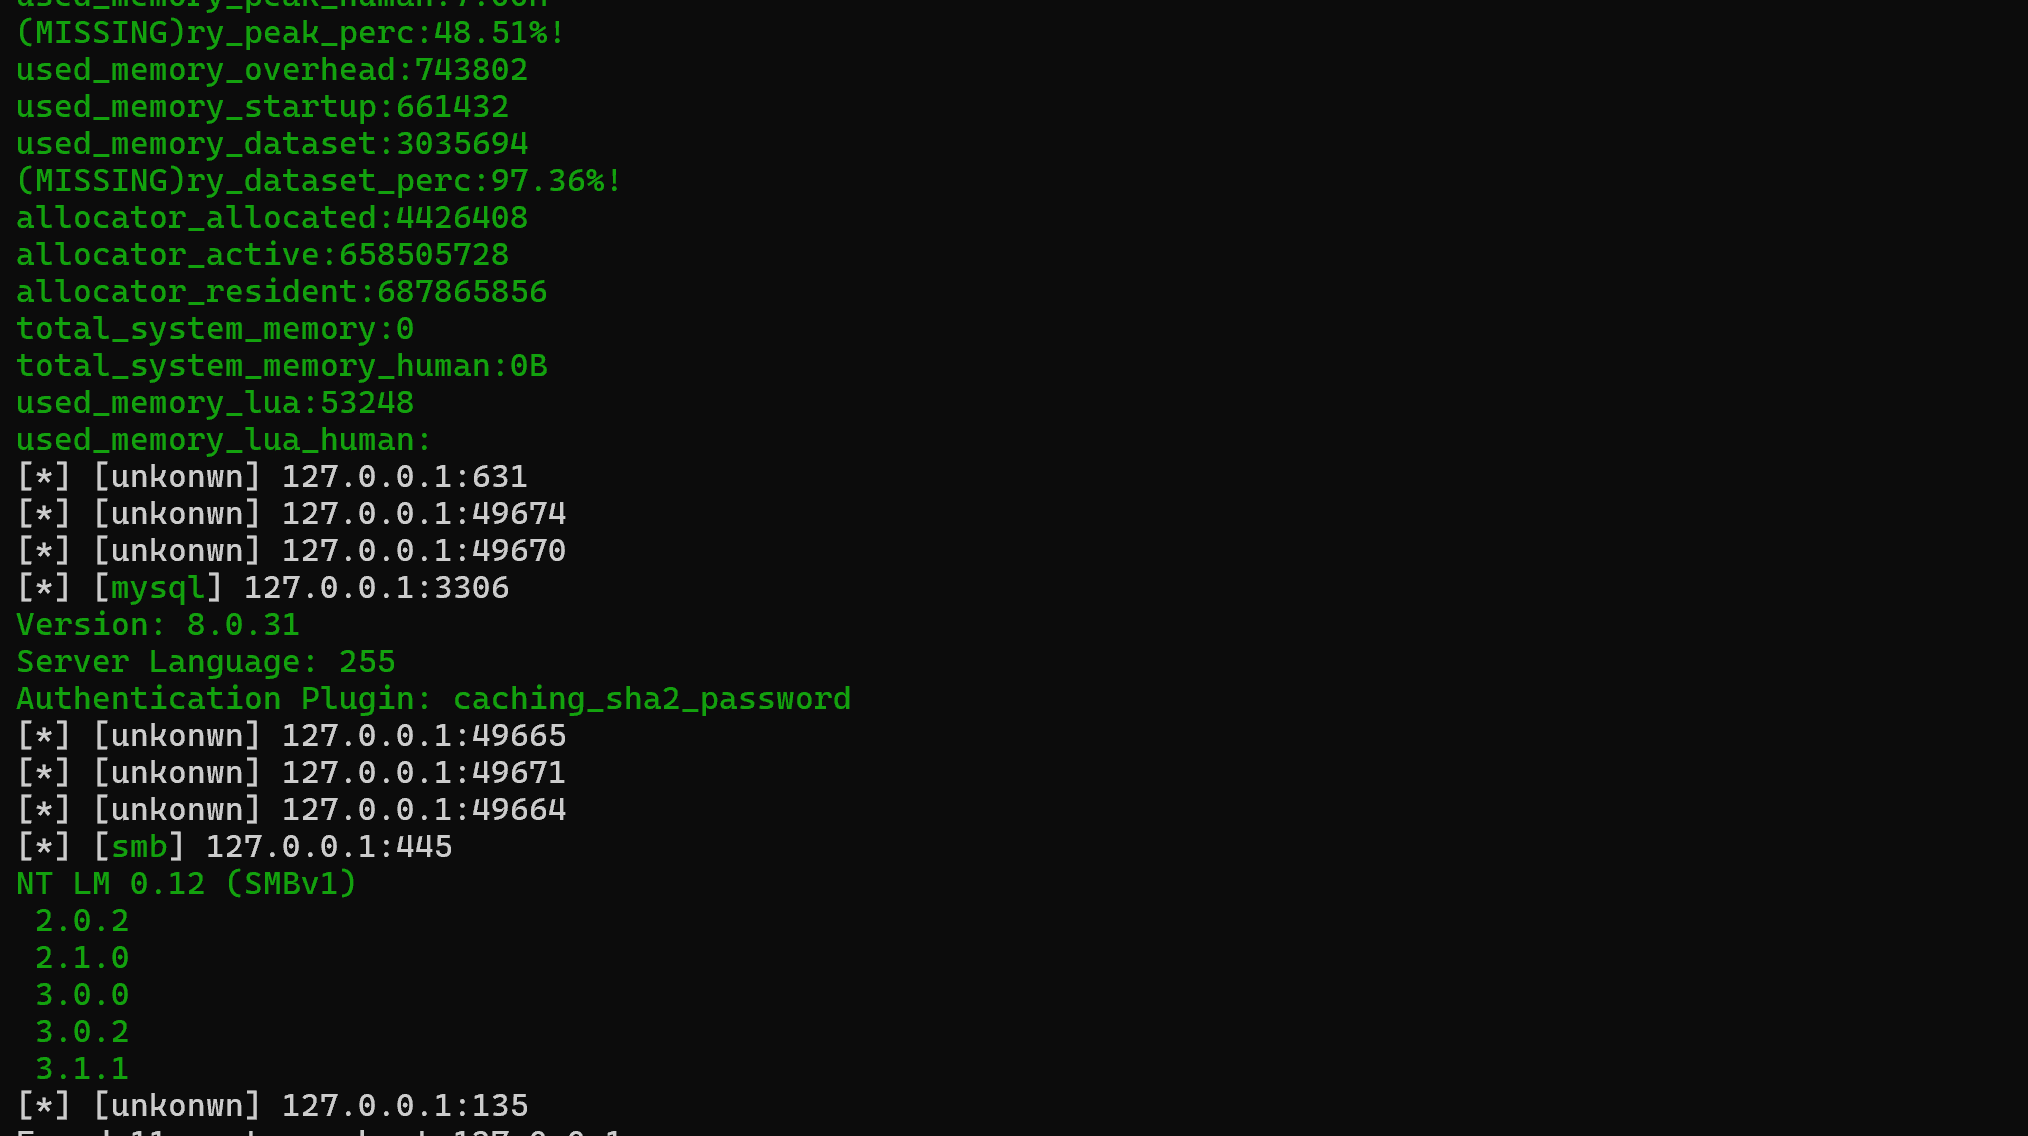 used_memory_peak_human:7.00M
(MISSING)ry_peak_perc:48.51%!
used_memory_overhead:743802
used_memory_startup:661432
used_memory_dataset:3035694
(MISSING)ry_dataset_perc:97.36%!
allocator_allocated:4426408
allocator_active:658505728
allocator_resident:687865856
total_system_memory:0
total_system_memory_human:0B
used_memory_lua:53248
used_memory_lua_human:
[*] [unkonwn] 127.0.0.1:631
[*] [unkonwn] 127.0.0.1:49674
[*] [unkonwn] 127.0.0.1:49670
[*] [mysql] 127.0.0.1:3306
Version: 8.0.31
Server Language: 255
Authentication Plugin: caching_sha2_password
[*] [unkonwn] 127.0.0.1:49665
[*] [unkonwn] 127.0.0.1:49671
[*] [unkonwn] 127.0.0.1:49664
[*] [smb] 127.0.0.1:445
NT LM 0.12 (SMBv1)
2.0.2
2.1.0
3.0.0
3.0.2
3.1.1
[*] [unkonwn] 127.0.0.1:135